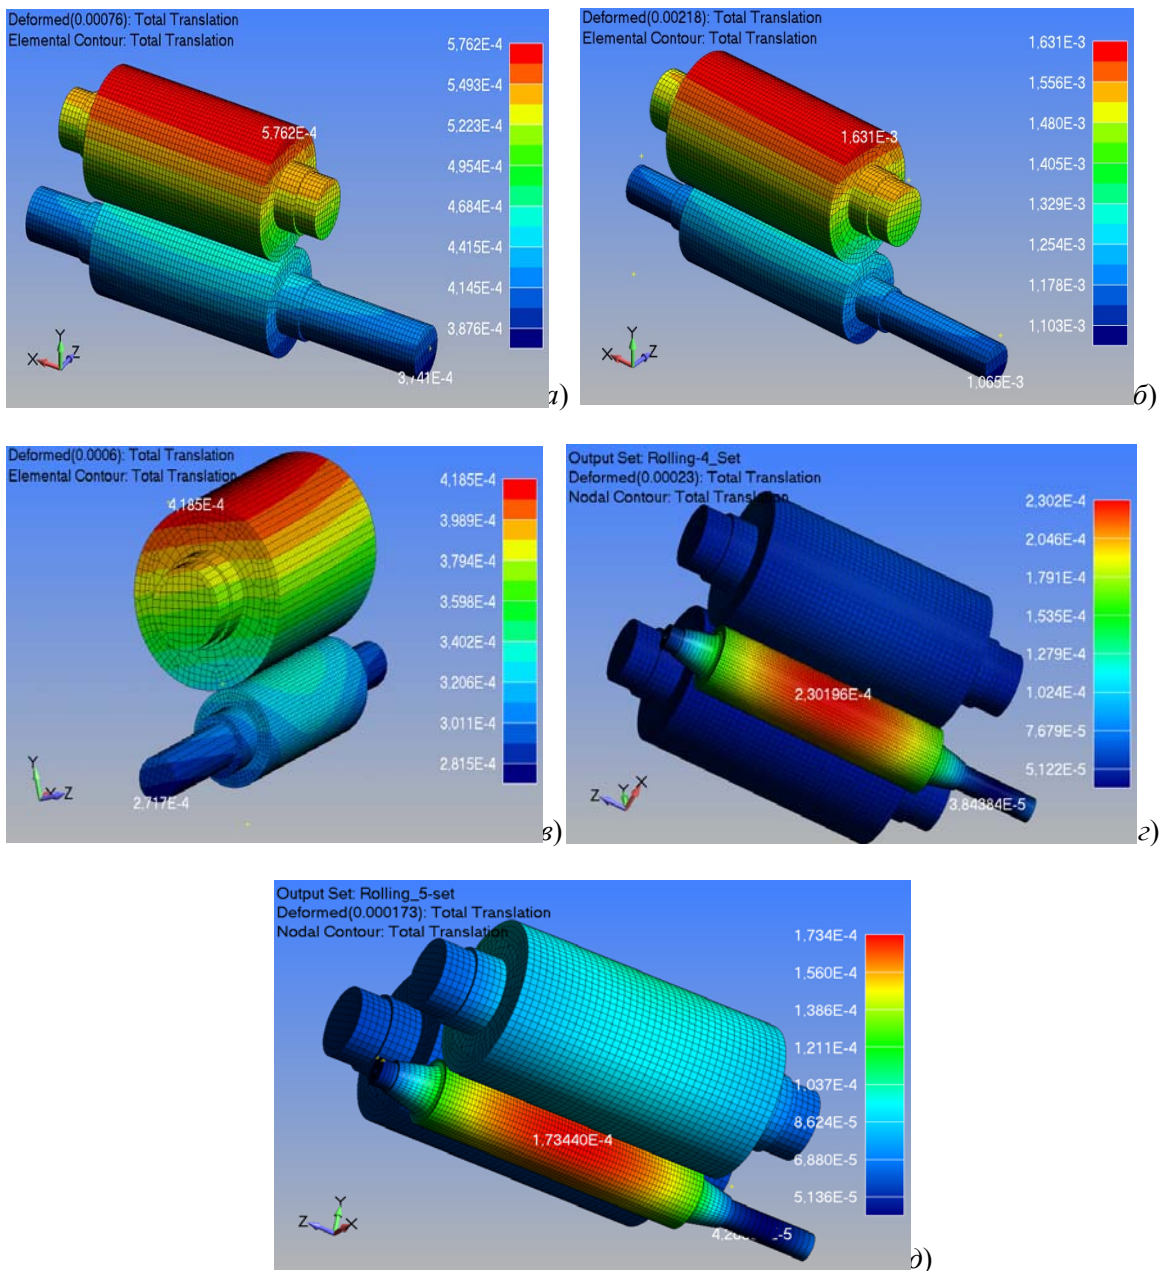 Deformed(0.00076): Total Translation
Elemental Contour: Total Translation
5,762E-4
5,493E-4
5,223E-4
4,954E-4
4,684E-4
4,415E-4
4,145E-4
3,876E-4
5,762E-4
3,741E-4
Y
X
Z
а)
Deformed(0.00218): Total Translation
Elemental Contour: Total Translation
1,631E-3
1,556E-3
1,480E-3
1,405E-3
1,329E-3
1,254E-3
1,178E-3
1,103E-3
1,631E-3
1,065E-3
Y
X
Z
б)
Deformed(0.0006): Total Translation
Elemental Contour: Total Translation
4,185E-4
3,989E-4
3,794E-4
3,598E-4
3,402E-4
3,206E-4
3,011E-4
2,815E-4
4,185E-4
2,717E-4
Y
X
Z
в)
Output Set: Rolling-4_Set
Deformed(0.00023): Total Translation
Nodal Contour: Total Translation
2,302E-4
2,046E-4
1,791E-4
1,535E-4
1,279E-4
1,024E-4
7,679E-5
5,122E-5
2,30196E-4
3,84384E-5
Z
Y
X
г)
Output Set: Rolling_5-set
Deformed(0.000173): Total Translation
Nodal Contour: Total Translation
1.734E-4
1,560E-4
1,386E-4
1,211E-4
1,037E-4
8,624E-5
6,880E-5
5,136E-5
1,73440E-4
Z
Y
X
д)